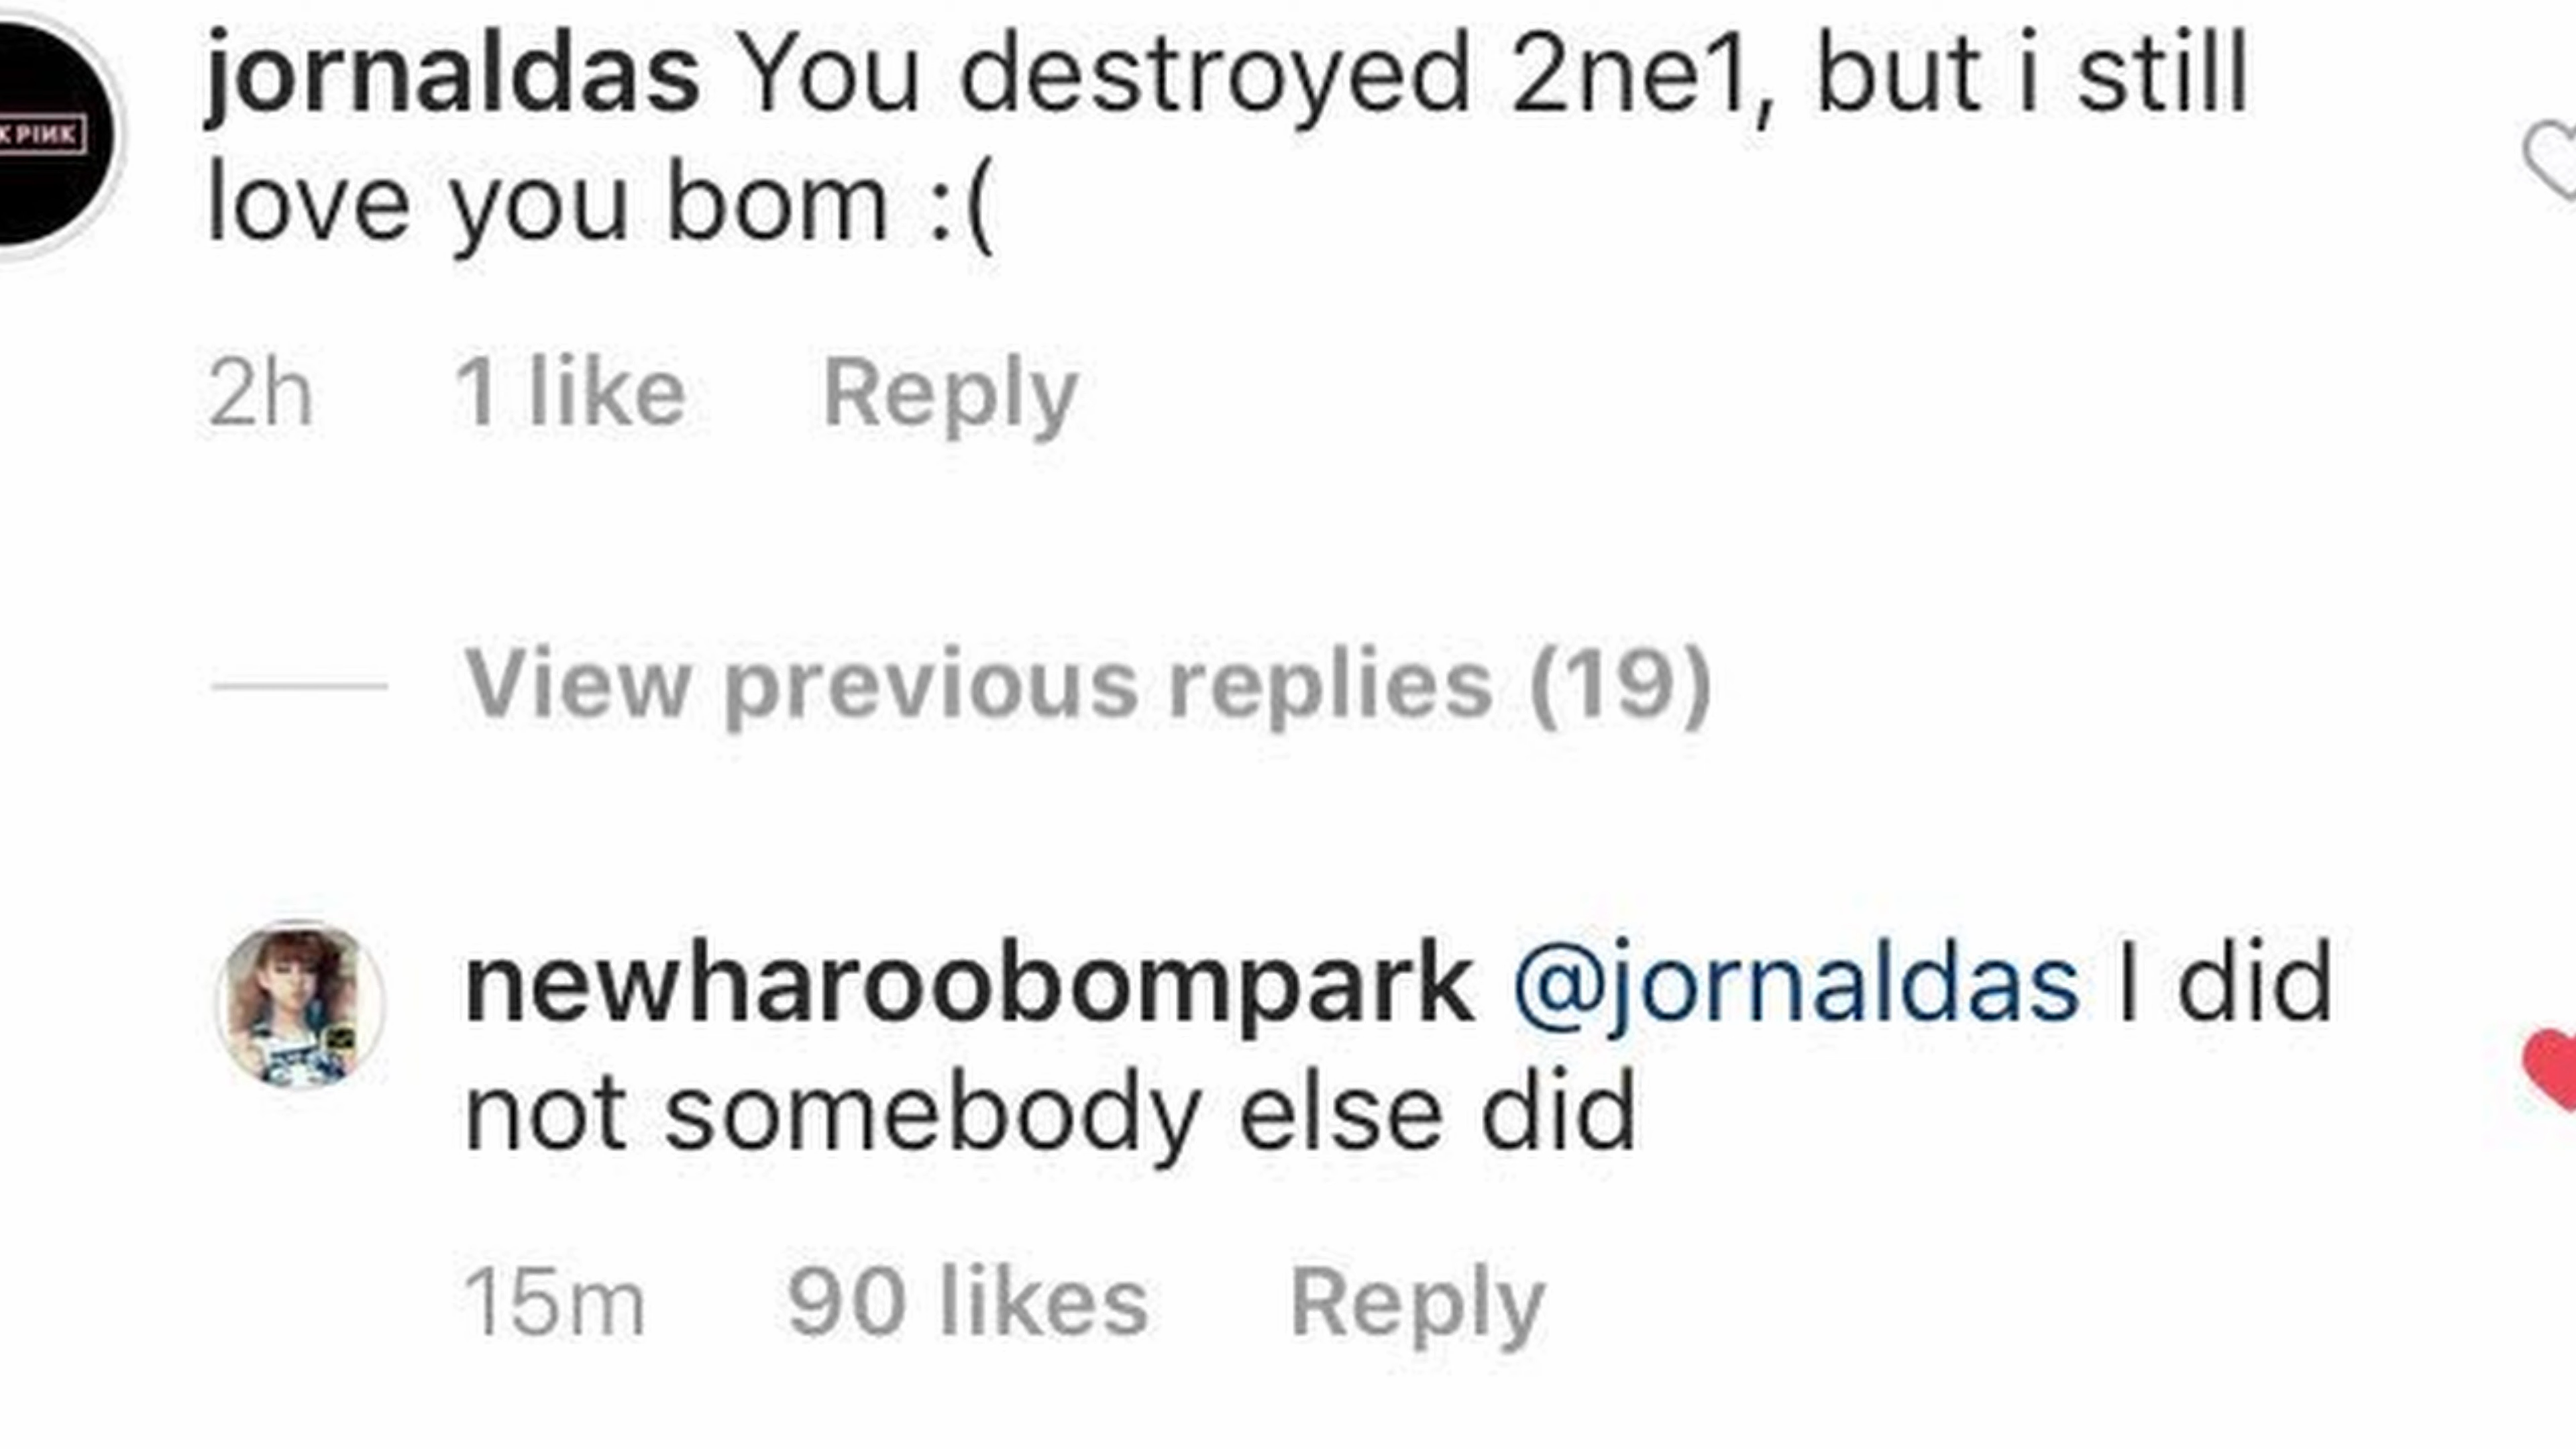 jornaldas You destroyed 2ne1, but i still
KPINK
love you bom :(
2h 1 like Reply
View previous replies (19)
newharoobompark @jornaldas I did
not somebody else did
15m 90 likes Reply